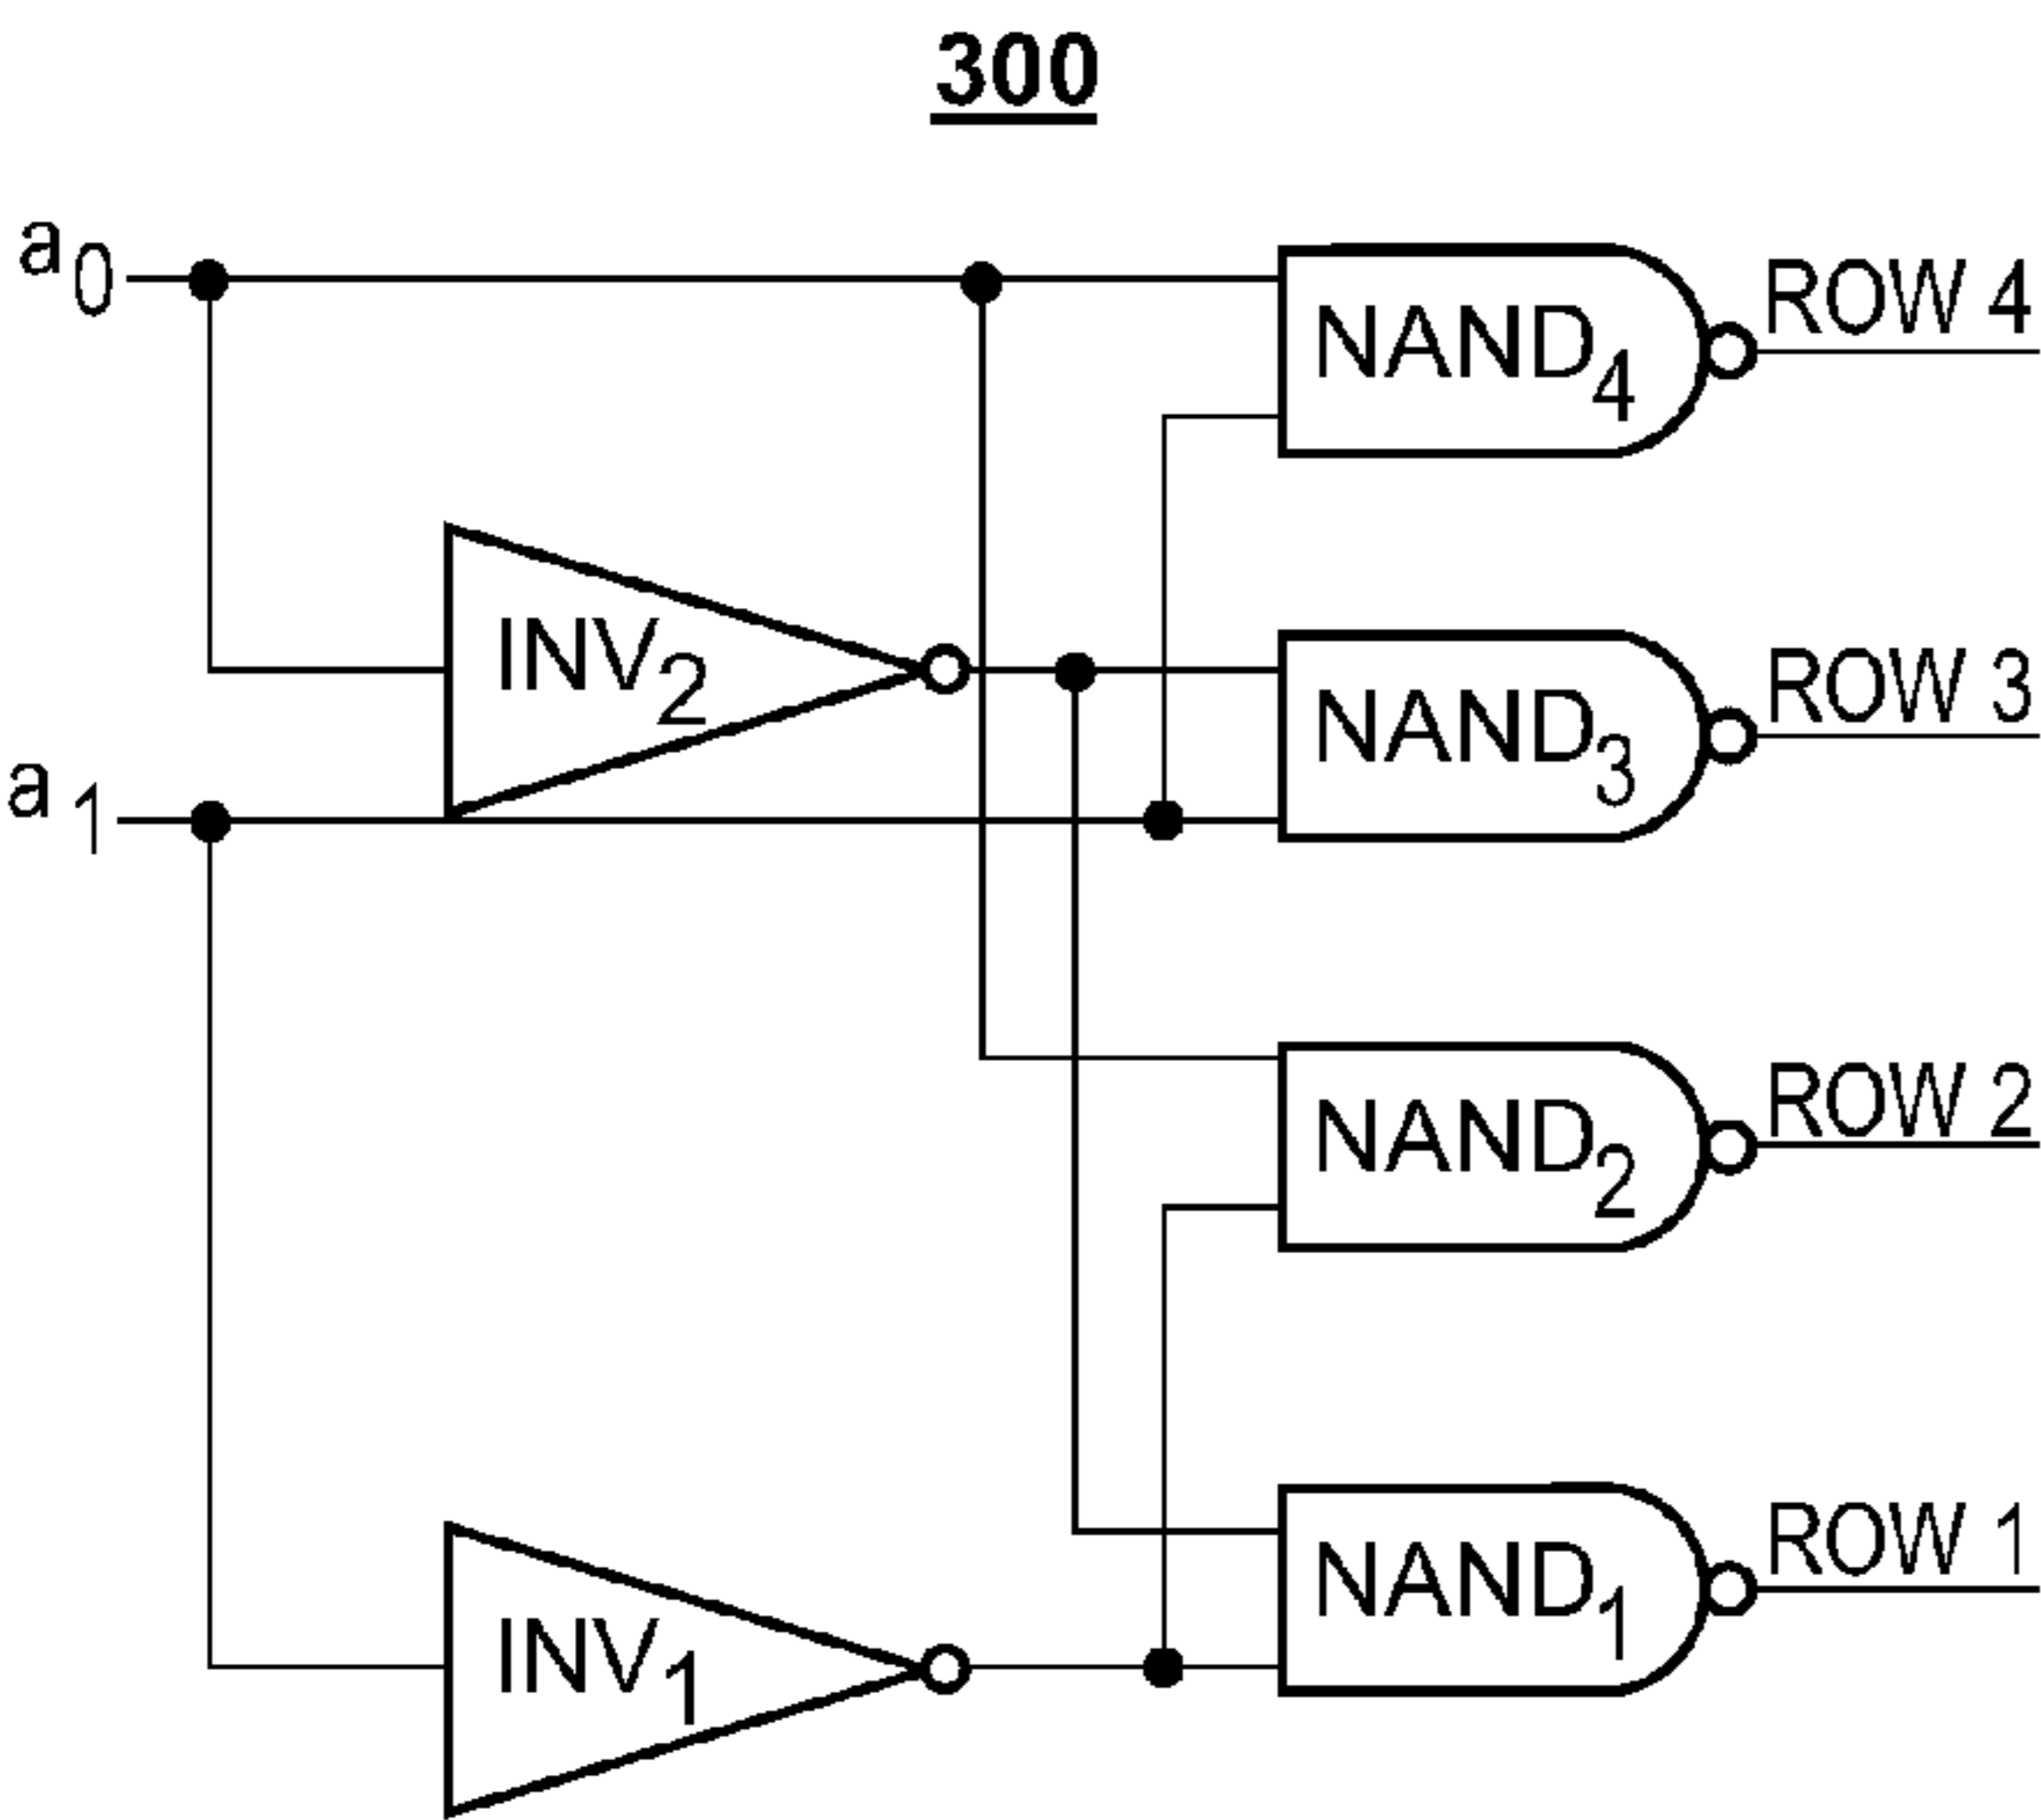 300
a0
NAND4
ROW 4
INV2
NAND3
ROW 3
a1
NAND2
ROW 2
INV1
NAND1
ROW 1